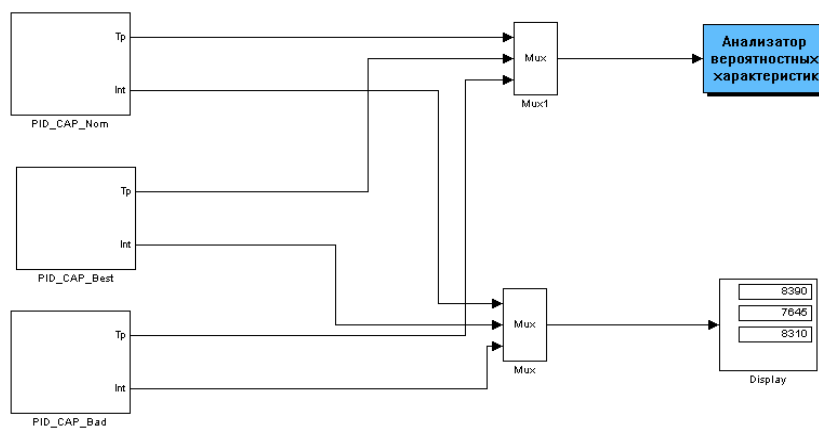 Tp
Int
PID_CAP_Nom
Tp
Int
PID_CAP_Best
Tp
Int
PID_CAP_Bad
Mux
Mux1
Mux
Mux
Анализатор
вероятностных
характеристик
8390
7645
8310
Display